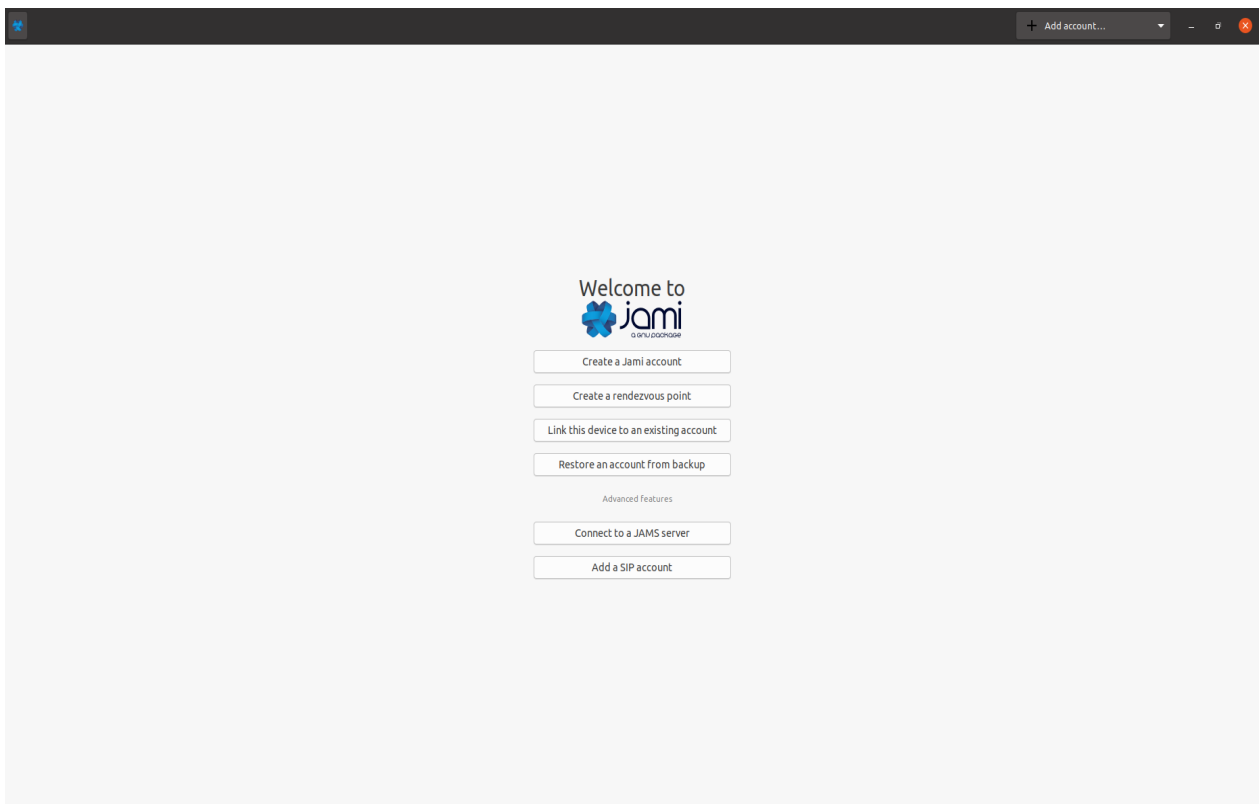 Add account...
Welcome to
jami
a GNU package
Create a Jami account
Create a rendezvous point
Link this device to an existing account
Restore an account from backup
Advanced features
Connect to a JAMS server
Add a SIP account